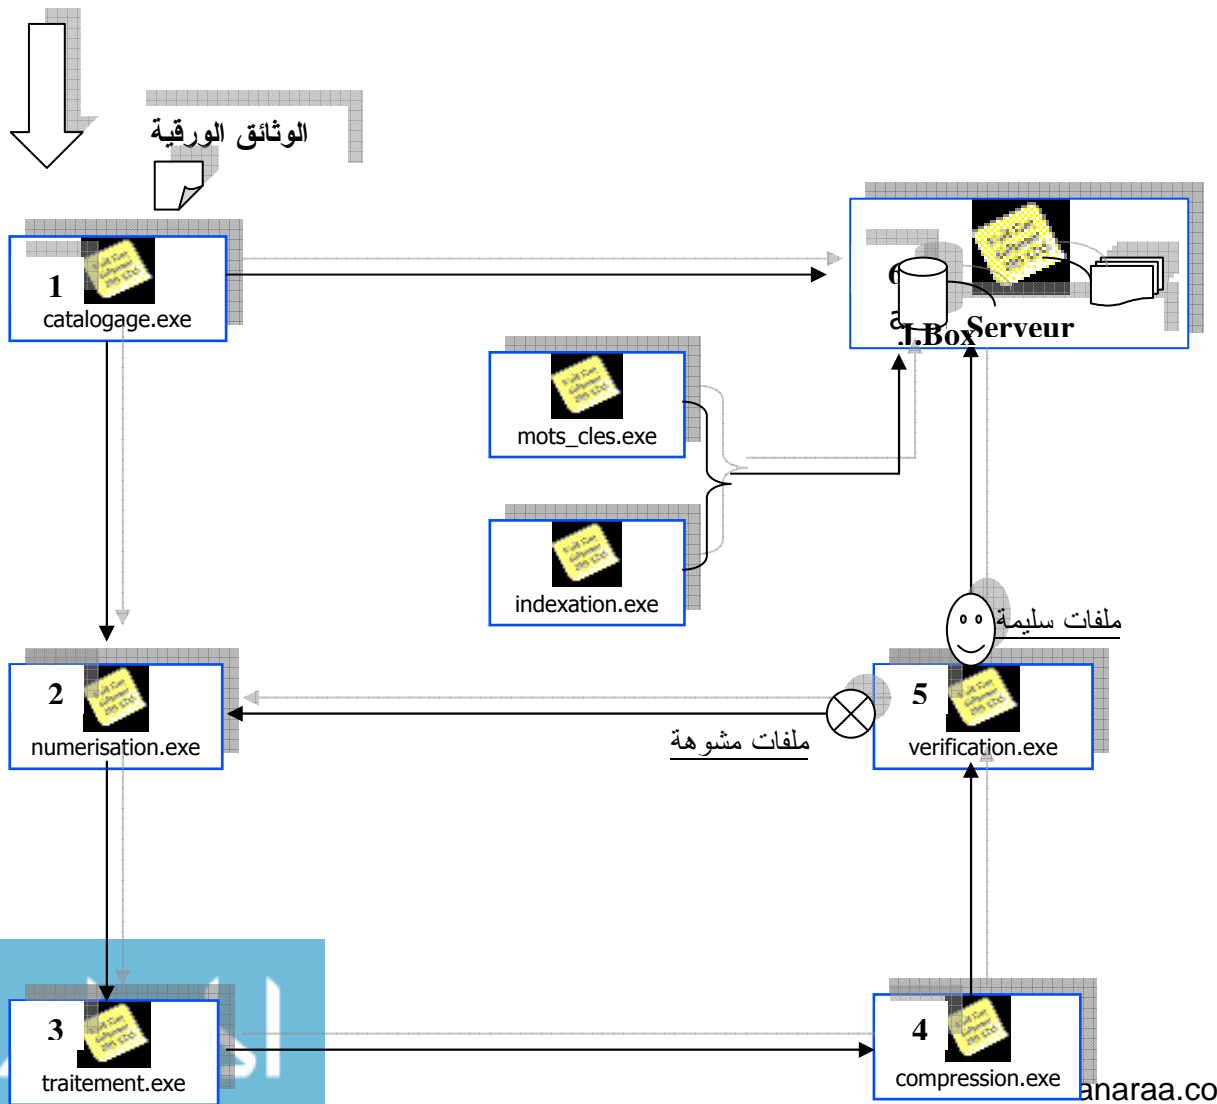 الوثائق الورقية
1
catalogage.exe
6
J.Box
Serveur
mots_cles.exe
indexation.exe
ملفات سليمة
2
numerisation.exe
ملفات مشوهة
5
verification.exe
3
traitement.exe
4
compression.exe
anaraa.co